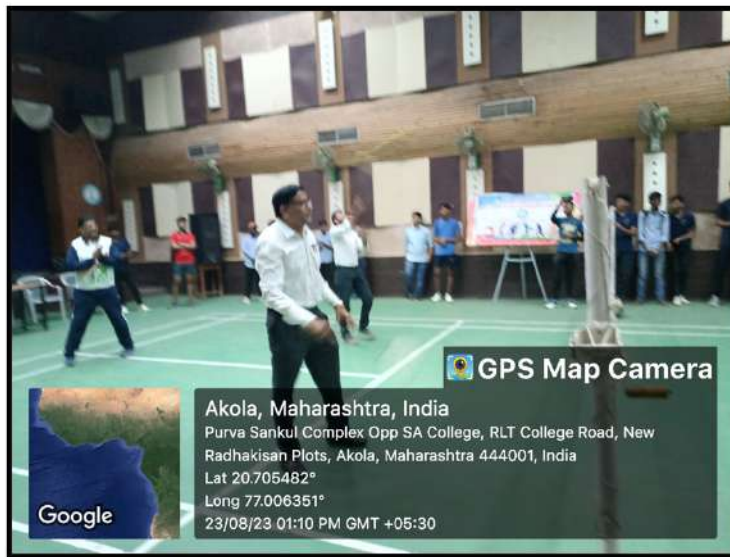 GPS Map Camera
Akola, Maharashtra, India
Purva Sankul Complex Opp SA College, RLT College Road, New
Radhakisan Plots, Akola, Maharashtra 444001, India
Lat 20.705482°
Long 77.006351°
23/08/23 01:10 PM GMT +05:30
Google